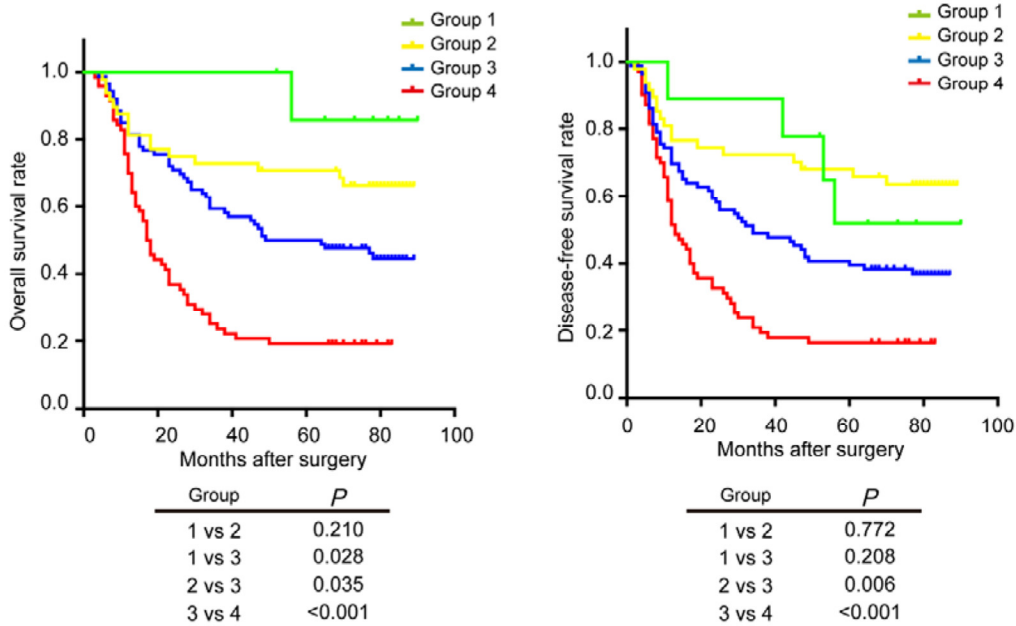 Group 1
Group 2
Group 3
Group 4
Overall survival rate
1.0
0.8
0.6
0.4
0.2
0.0
0 20 40 60 80 100
Months after surgery
Group P
1 vs 2 0.210
1 vs 3 0.028
2 vs 3 0.035
3 vs 4 <0.001
Group 1
Group 2
Group 3
Group 4
Disease-free survival rate
1.0
0.8
0.6
0.4
0.2
0.0
0 20 40 60 80 100
Months after surgery
Group P
1 vs 2 0.772
1 vs 3 0.208
2 vs 3 0.006
3 vs 4 <0.001